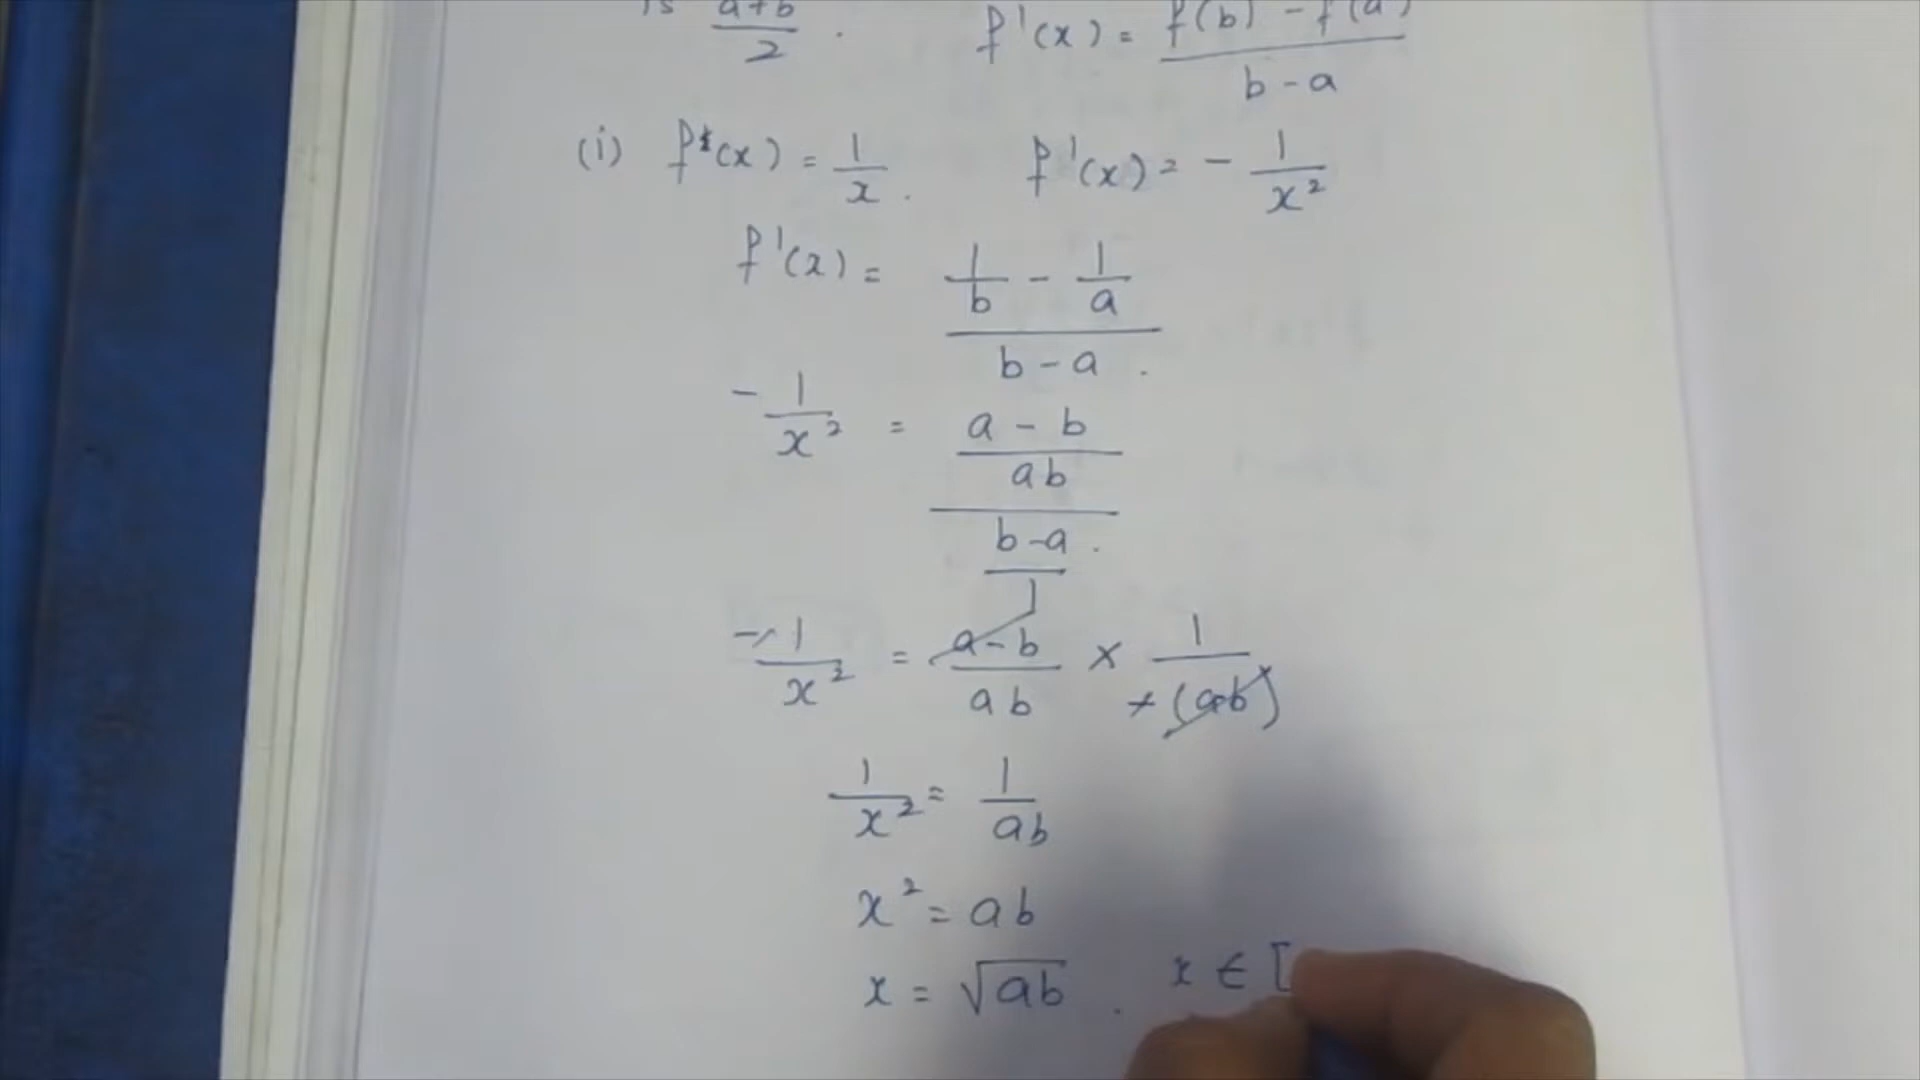 is (a+b)/2 . f'(x) = (f(b) - f(a))/(b - a)
(i) f(x) = 1/x . f'(x) = - 1/x²
f'(x) = (1/b - 1/a)/(b - a) .
- 1/x² = ((a - b)/ab)/(b - a) .
- 1/x² = (a - b)/ab × 1/
1/x² = 1/ab
x² = ab
x = √ab . x ∈ [